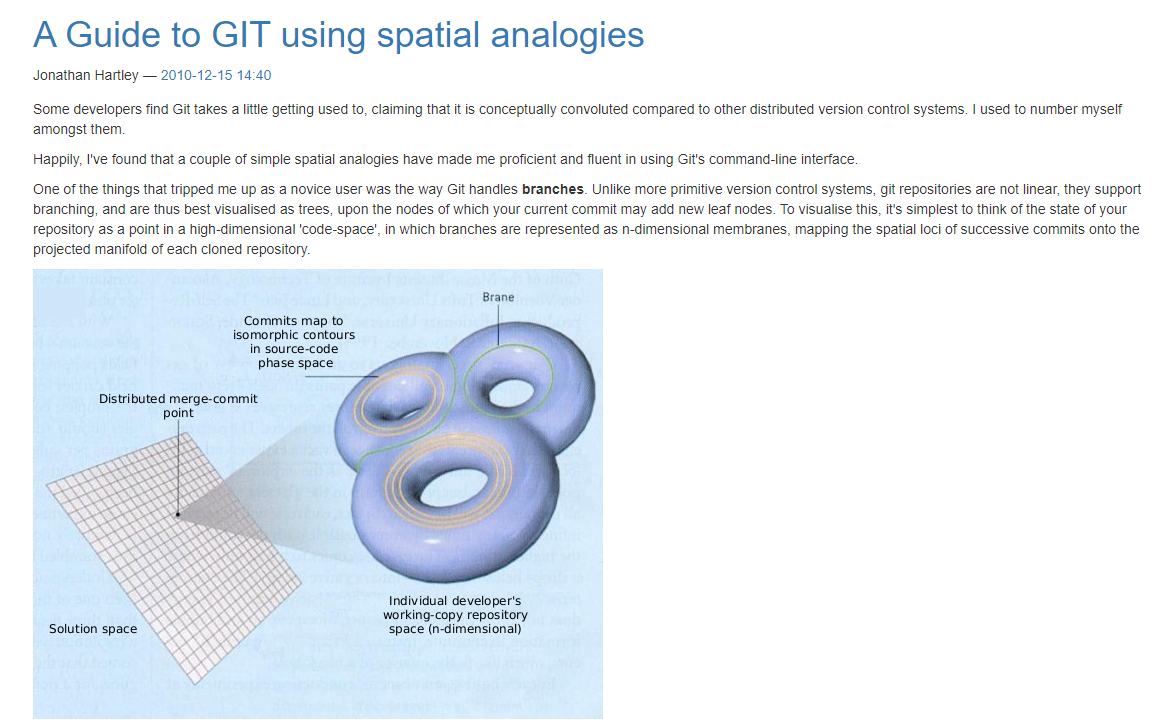 A Guide to GIT using spatial analogies
Jonathan Hartley — 2010-12-15 14:40
Some developers find Git takes a little getting used to, claiming that it is conceptually convoluted compared to other distributed version control systems. I used to number myself
amongst them.
Happily, I've found that a couple of simple spatial analogies have made me proficient and fluent in using Git's command-line interface.
One of the things that tripped me up as a novice user was the way Git handles branches. Unlike more primitive version control systems, git repositories are not linear, they support
branching, and are thus best visualised as trees, upon the nodes of which your current commit may add new leaf nodes. To visualise this, it's simplest to think of the state of your
repository as a point in a high-dimensional 'code-space', in which branches are represented as n-dimensional membranes, mapping the spatial loci of successive commits onto the
projected manifold of each cloned repository.
Brane
Commits map to
isomorphic contours
in source-code
phase space
Distributed merge-commit
point
Solution space
Individual developer's
working-copy repository
space (n-dimensional)